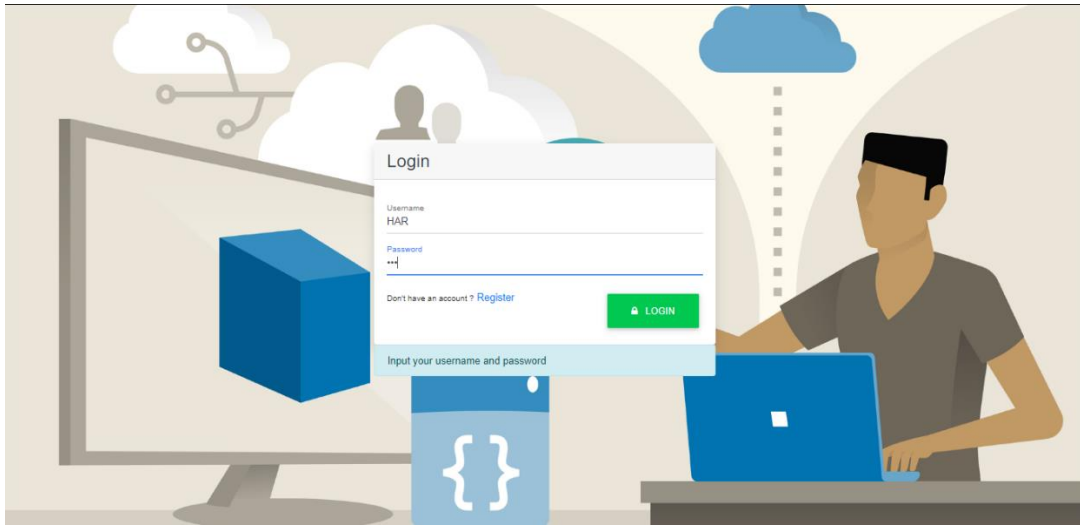 Login
Username
HAR
Password
•••
Don't have an account ? Register
LOGIN
Input your username and password
{ }